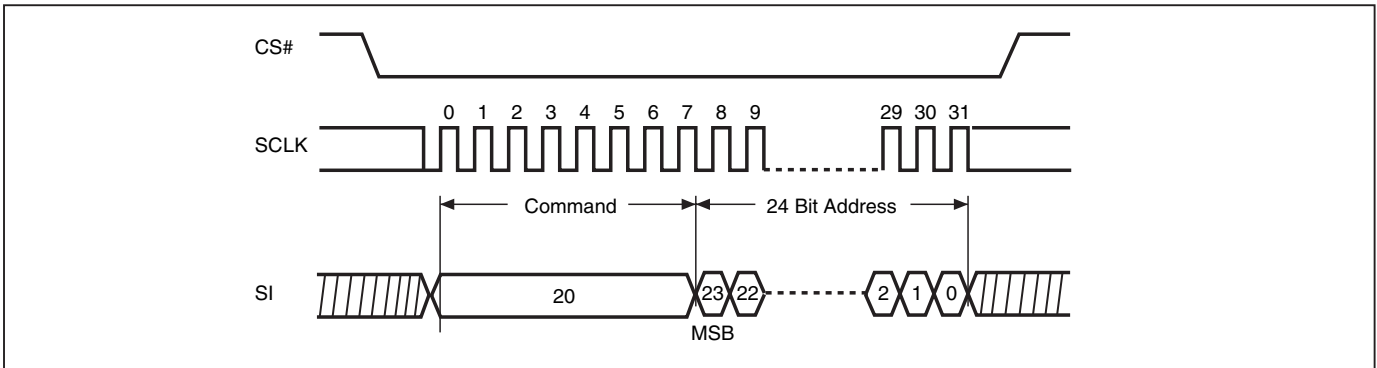 CS#
0 1 2 3 4 5 6 7 8 9 29 30 31
SCLK
Command 24 Bit Address
SI 20 23 22 2 1 0
MSB